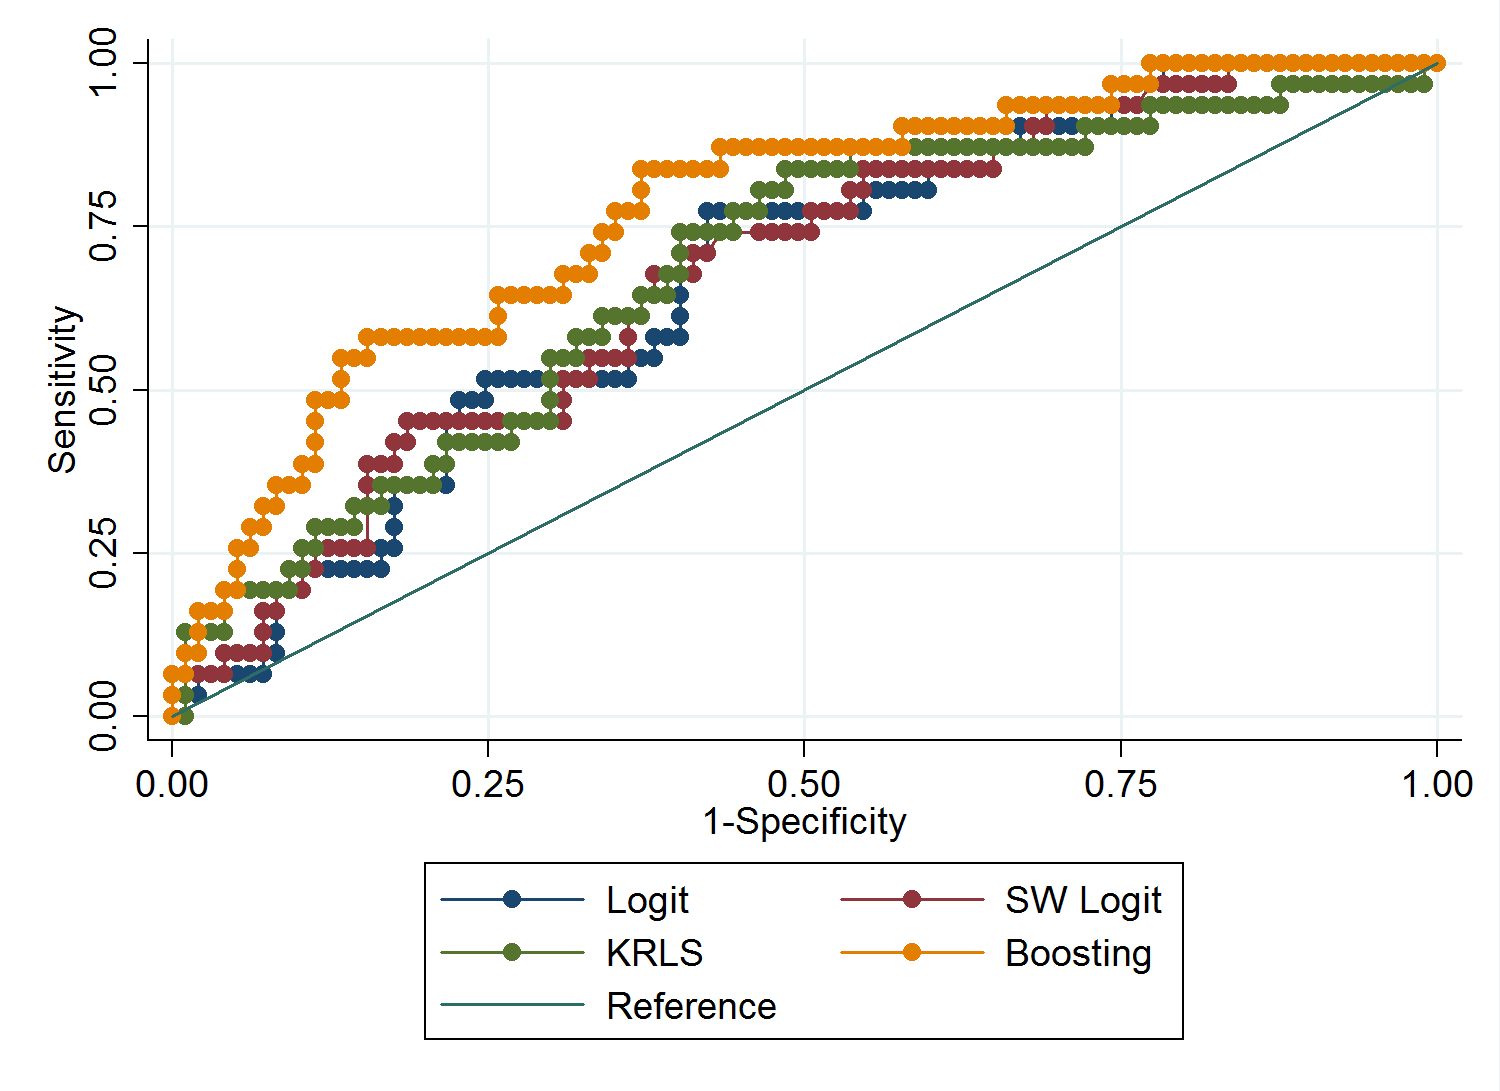 Sensitivity
1.00
0.75
0.50
0.25
0.00
0.00 0.25 0.50 0.75 1.00
1-Specificity
Logit SW Logit
KRLS Boosting
Reference